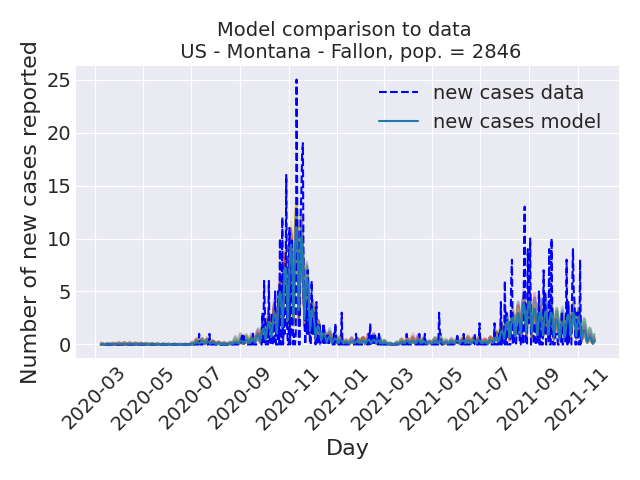 Model comparison to data
US - Montana - Fallon, pop. = 2846
Number of new cases reported
25
20
15
10
5
0
new cases data
new cases model
2020-03
2020-05
2020-07
2020-09
2020-11
2021-01
2021-03
2021-05
2021-07
2021-09
2021-11
Day